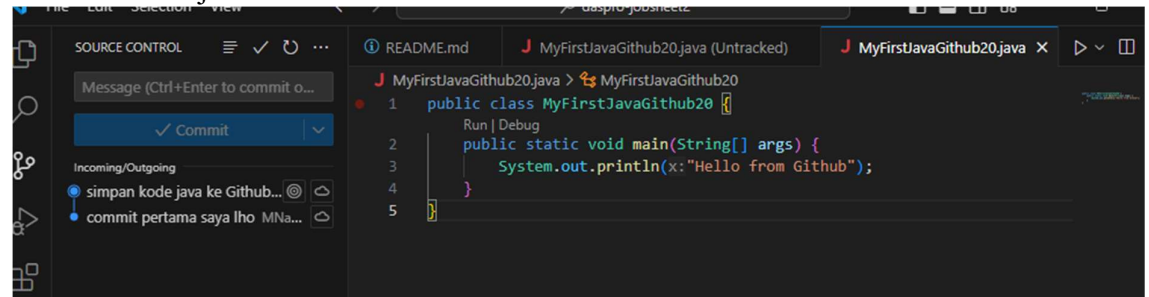 Edit Selection View
daspro-jobsheet2
SOURCE CONTROL
README.md
MyFirstJavaGithub20.java (Untracked)
MyFirstJavaGithub20.java
Message (Ctrl+Enter to commit o...
Commit
Incoming/Outgoing
simpan kode java ke Github...
commit pertama saya lho MNa...
MyFirstJavaGithub20.java > MyFirstJavaGithub20
1 public class MyFirstJavaGithub20 {
Run | Debug
2 public static void main(String[] args) {
3 System.out.println(x:"Hello from Github");
4 }
5 }